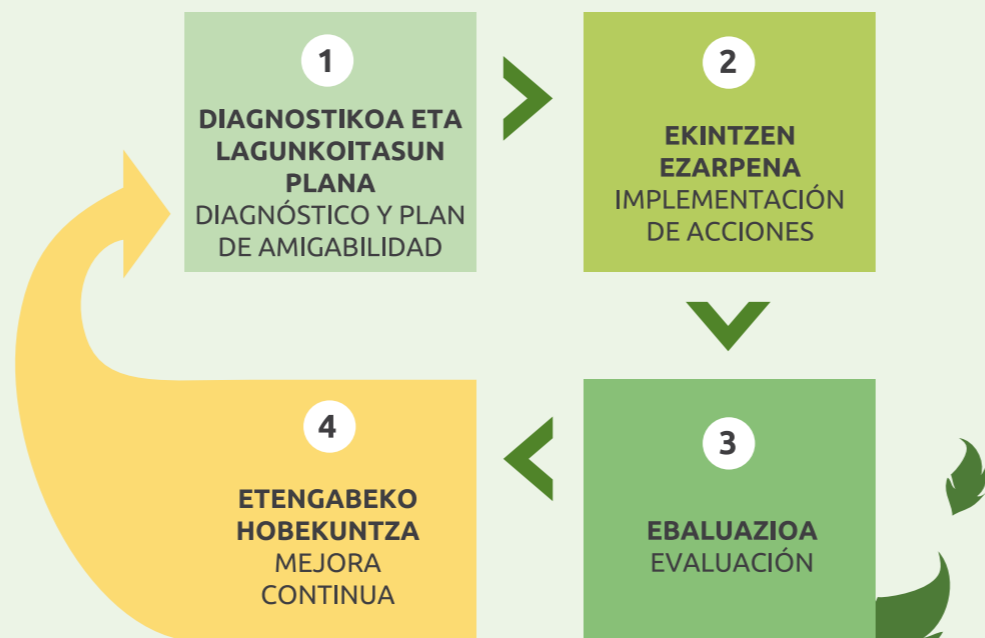 1
DIAGNOSTIKOA ETA
LAGUNKOITASUN
PLANA
DIAGNÓSTICO Y PLAN
DE AMIGABILIDAD
2
EKINTZEN
EZARPENA
IMPLEMENTACIÓN
DE ACCIONES
3
EBALUAZIOA
EVALUACIÓN
4
ETENGABEKO
HOBEKUNTZA
MEJORA
CONTINUA